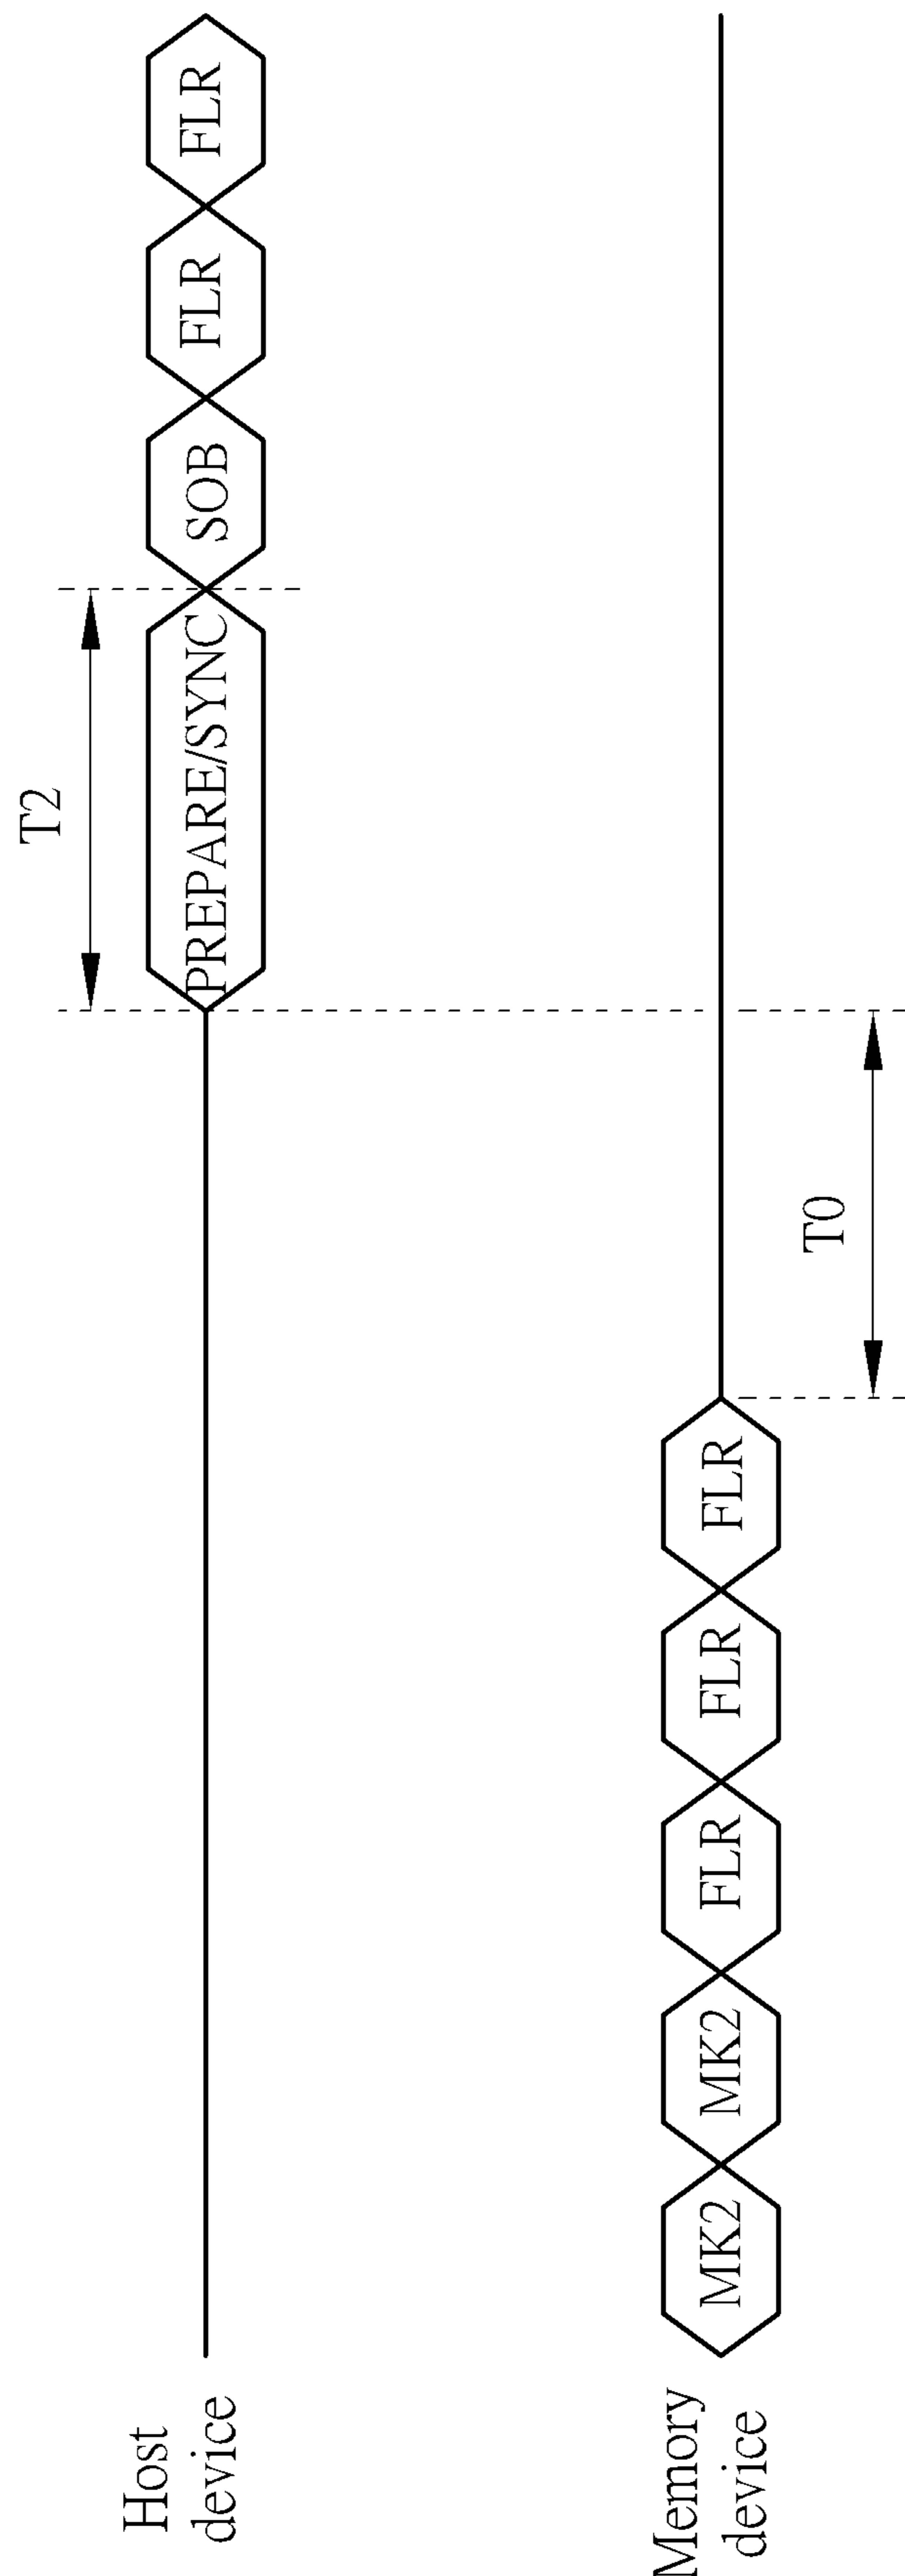 T2
Host
device
PREPARE/SYNC
SOB
FLR
FLR
Memory
device
MK2
MK2
FLR
FLR
FLR
T0